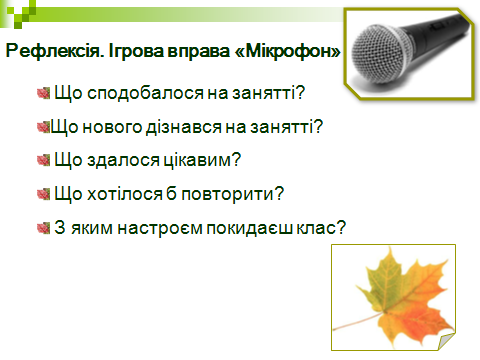 Рефлексія. Ігрова вправа «Мікрофон»
Що сподобалося на занятті?
Що нового дізнався на занятті?
Що здалося цікавим?
Що хотілося б повторити?
З яким настроєм покидаєш клас?